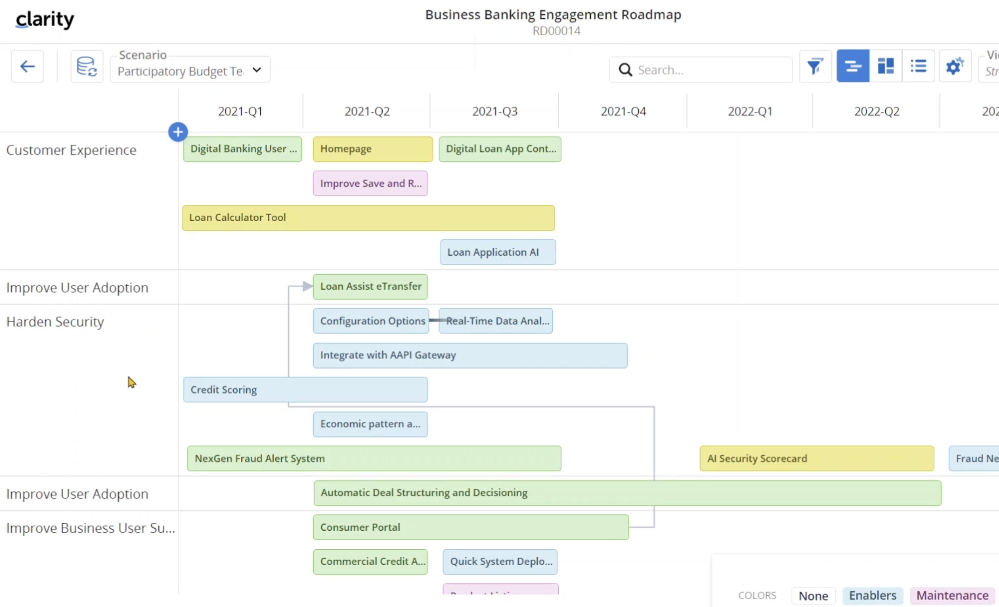 clarity
Business Banking Engagement Roadmap
RD00014
Scenario
Participatory Budget Te
Search...
2021-Q1 2021-Q2 2021-Q3 2021-Q4 2022-Q1 2022-Q2 202
Customer Experience
Digital Banking User ... Homepage Digital Loan App Cont...
Improve Save and R...
Loan Calculator Tool
Loan Application AI
Improve User Adoption Loan Assist eTransfer
Harden Security Configuration Options Real-Time Data Anal...
Integrate with AAPI Gateway
Credit Scoring
Economic pattern a...
NexGen Fraud Alert System AI Security Scorecard Fraud Ne
Improve User Adoption Automatic Deal Structuring and Decisioning
Improve Business User Su... Consumer Portal
Commercial Credit A... Quick System Deplo...
COLORS None Enablers Maintenance